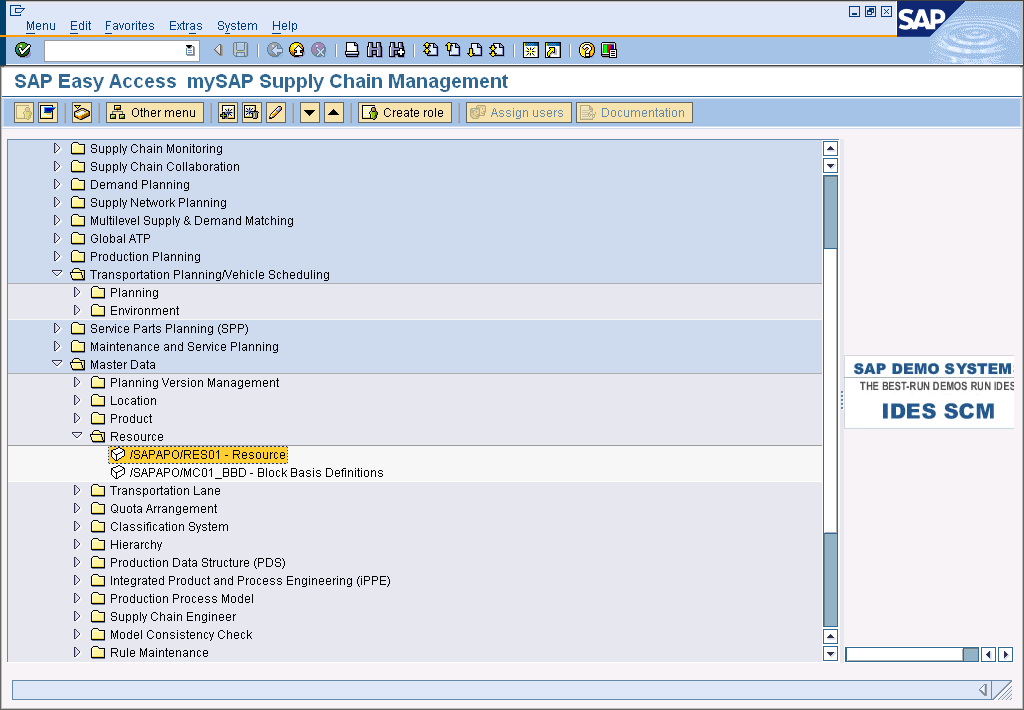 Menu Edit Favorites Extras System Help
SAP
SAP Easy Access mySAP Supply Chain Management
Other menu Create role Assign users Documentation
Supply Chain Monitoring
Supply Chain Collaboration
Demand Planning
Supply Network Planning
Multilevel Supply & Demand Matching
Global ATP
Production Planning
Transportation Planning/Vehicle Scheduling
Planning
Environment
Service Parts Planning (SPP)
Maintenance and Service Planning
Master Data
Planning Version Management
Location
Product
Resource
/SAPAPO/RES01 - Resource
/SAPAPO/MC01_BBD - Block Basis Definitions
Transportation Lane
Quota Arrangement
Classification System
Hierarchy
Production Data Structure (PDS)
Integrated Product and Process Engineering (iPPE)
Production Process Model
Supply Chain Engineer
Model Consistency Check
Rule Maintenance
SAP DEMO SYSTEM
THE BEST-RUN DEMOS RUN IDES
IDES SCM